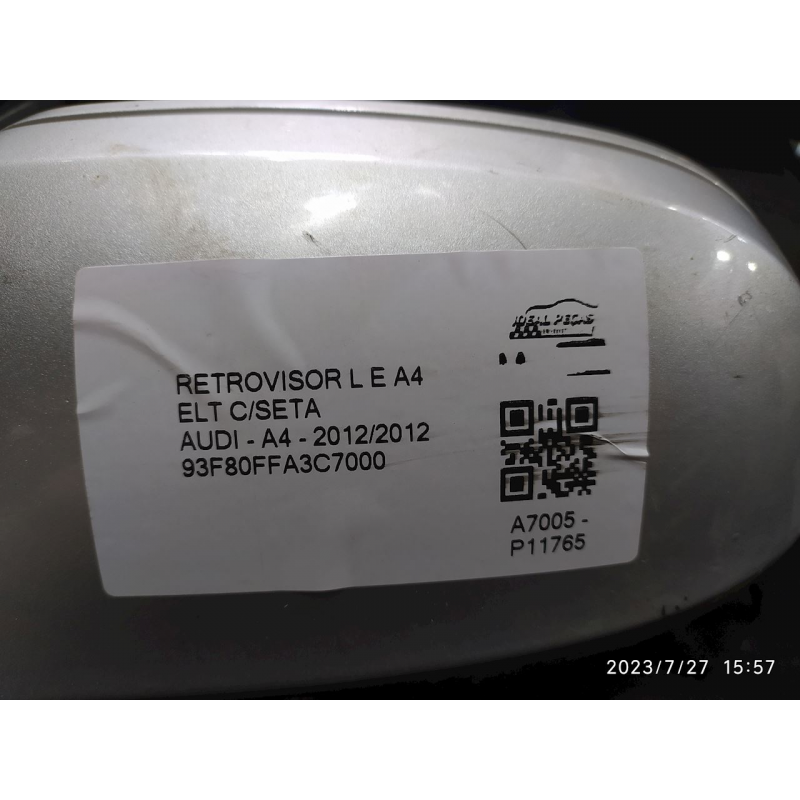 IDEAL PEÇAS
RETROVISOR L E A4
ELT C/SETA
AUDI - A4 - 2012/2012
93F80FFA3C7000
A7005 -
P11765
2023/7/27 15:57